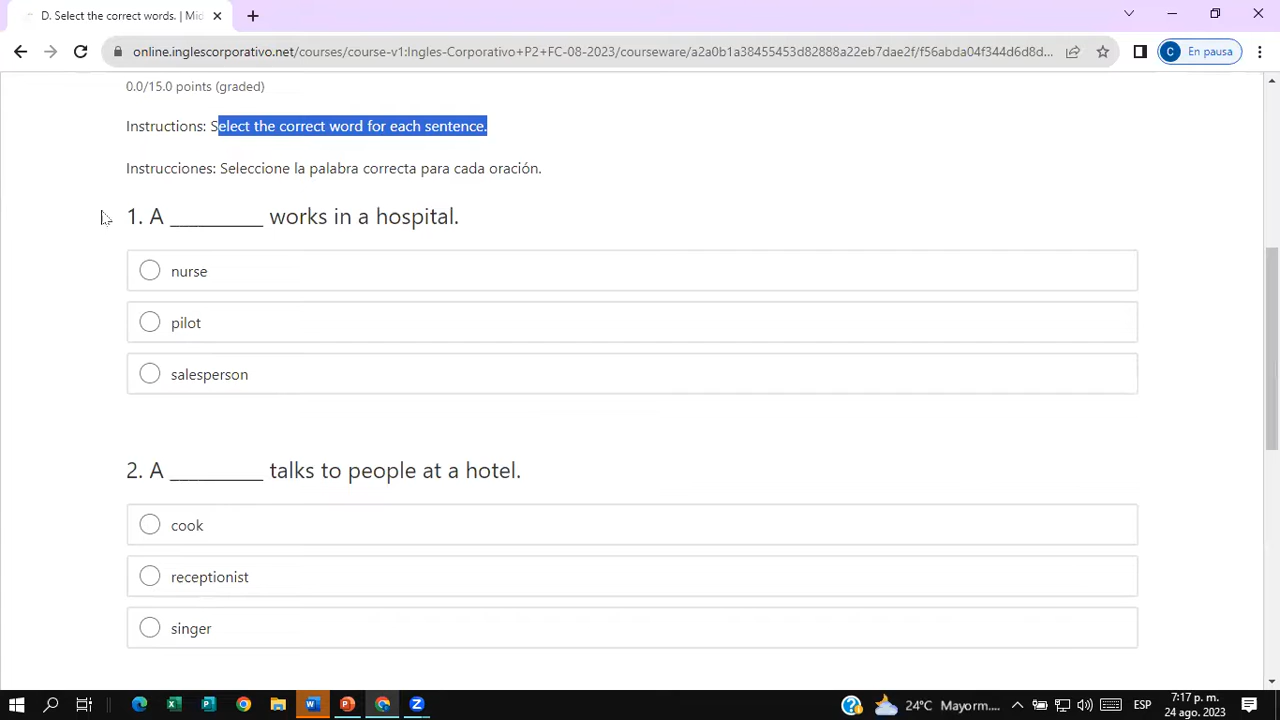 D. Select the correct words. | Mid
online.inglescorporativo.net/courses/course-v1:Ingles-Corporativo+P2+FC-08-2023/courseware/a2a0b1a38455453d82888a22eb7dae2f/f56abda04f344d6d8d...
C En pausa
0.0/15.0 points (graded)
Instructions: Select the correct word for each sentence.
Instrucciones: Seleccione la palabra correcta para cada oración.
1. A __________ works in a hospital.
nurse
pilot
salesperson
2. A __________ talks to people at a hotel.
cook
receptionist
singer
24°C Mayorm....
ESP
7:17 p. m.
24 ago. 2023